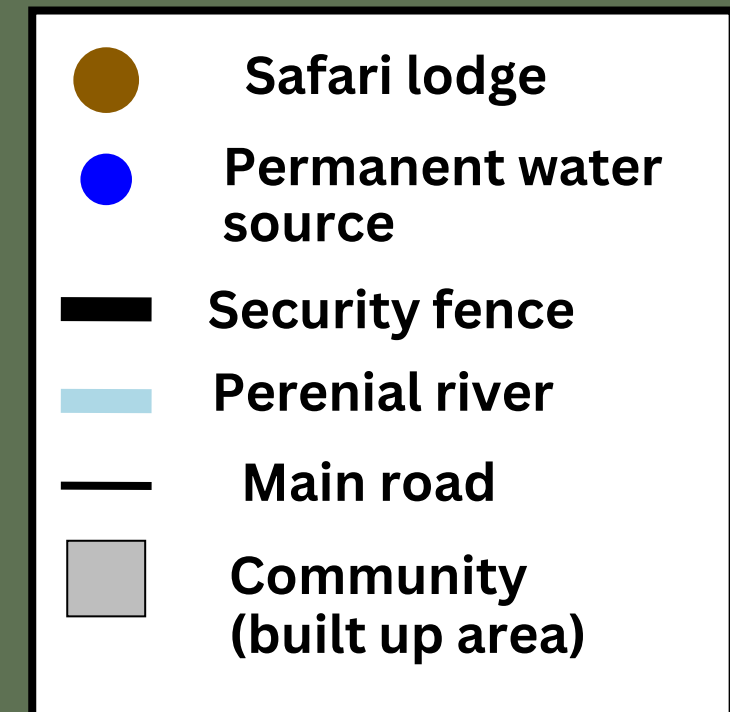 Safari lodge
Permanent water
source
Security fence
Perenial river
Main road
Community
(built up area)